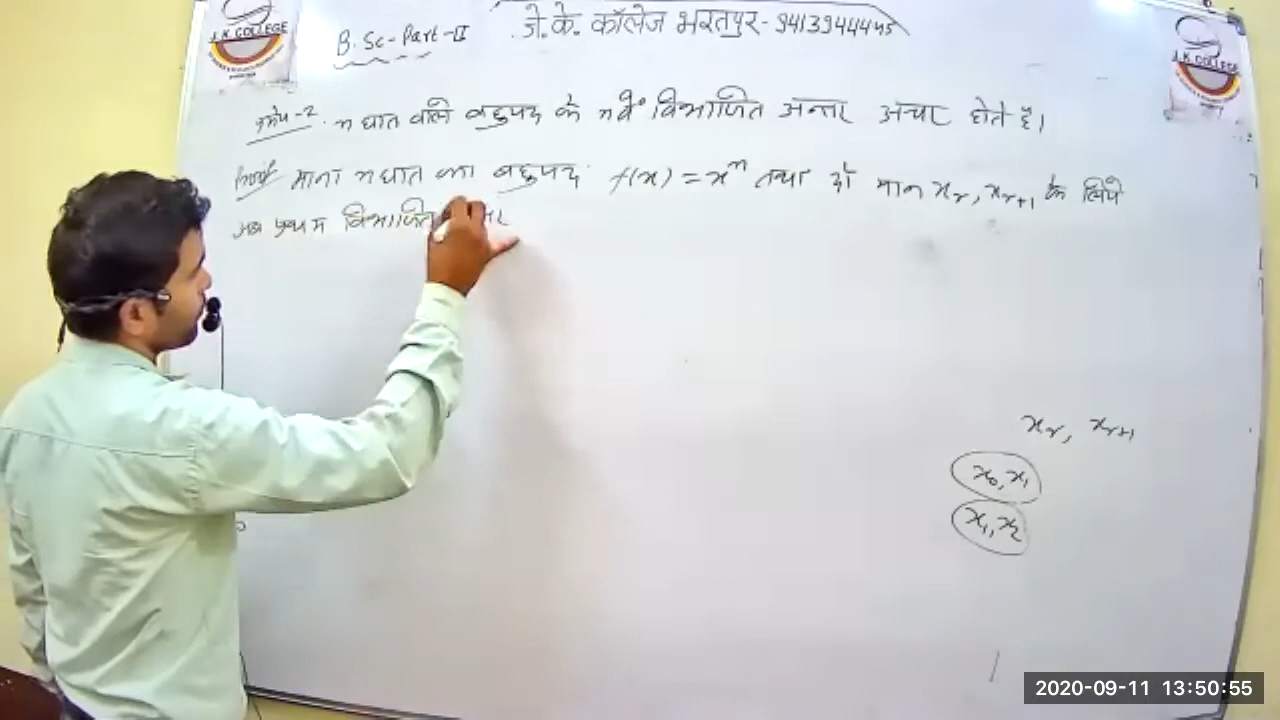 J.K COLLEGE
B.Sc-Part-II
जे.के. कॉलेज भरतपुर-9413944445
J.K COLLEGE
प्रमेय-2. n घात वाले बहुपद के n वें विभाजित अन्तर अचर होते हैं।
Proof माना n घात का बहुपद f(x) = xⁿ तथा दो मान xᵣ, xᵣ₊₁ के लिये
अब प्रथम विभाजित
xᵣ, xᵣ₊₁
x₀, x₁
x₁, x₂
2020-09-11 13:50:55